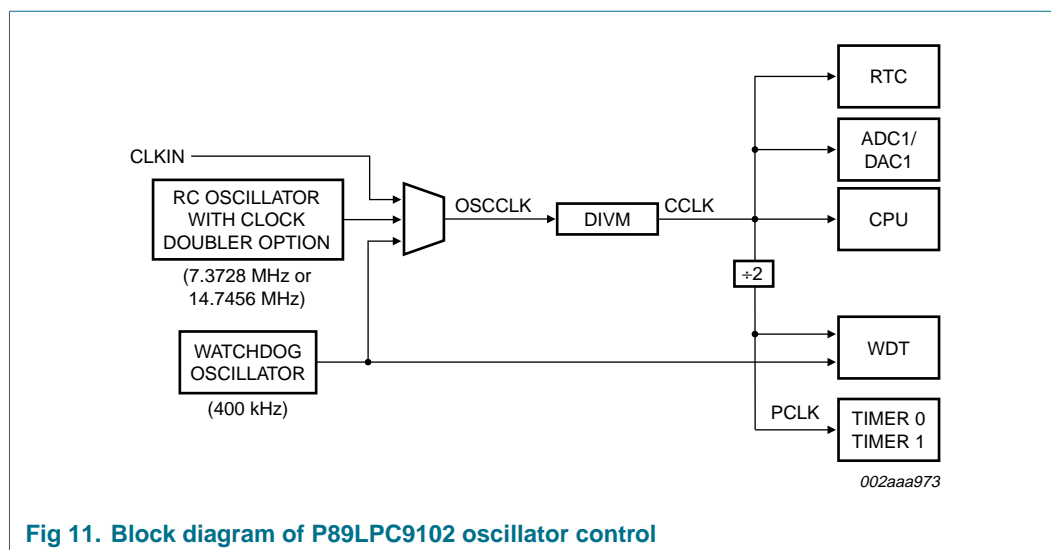 CLKIN
RC OSCILLATOR
WITH CLOCK
DOUBLER OPTION
(7.3728 MHz or
14.7456 MHz)
WATCHDOG
OSCILLATOR
(400 kHz)
OSCCLK
DIVM
CCLK
÷2
PCLK
RTC
ADC1/
DAC1
CPU
WDT
TIMER 0
TIMER 1
002aaa973
Fig 11. Block diagram of P89LPC9102 oscillator control